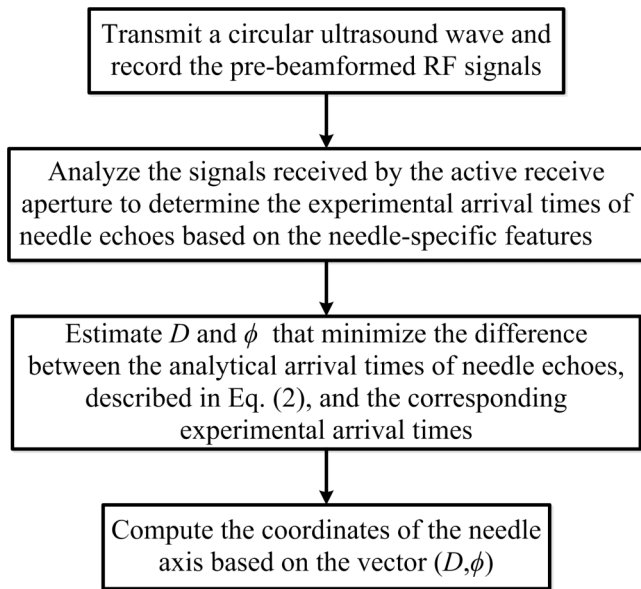 Transmit a circular ultrasound wave and
record the pre-beamformed RF signals
Analyze the signals received by the active receive
aperture to determine the experimental arrival times of
needle echoes based on the needle-specific features
Estimate D and ϕ that minimize the difference
between the analytical arrival times of needle echoes,
described in Eq. (2), and the corresponding
experimental arrival times
Compute the coordinates of the needle
axis based on the vector (D,ϕ)